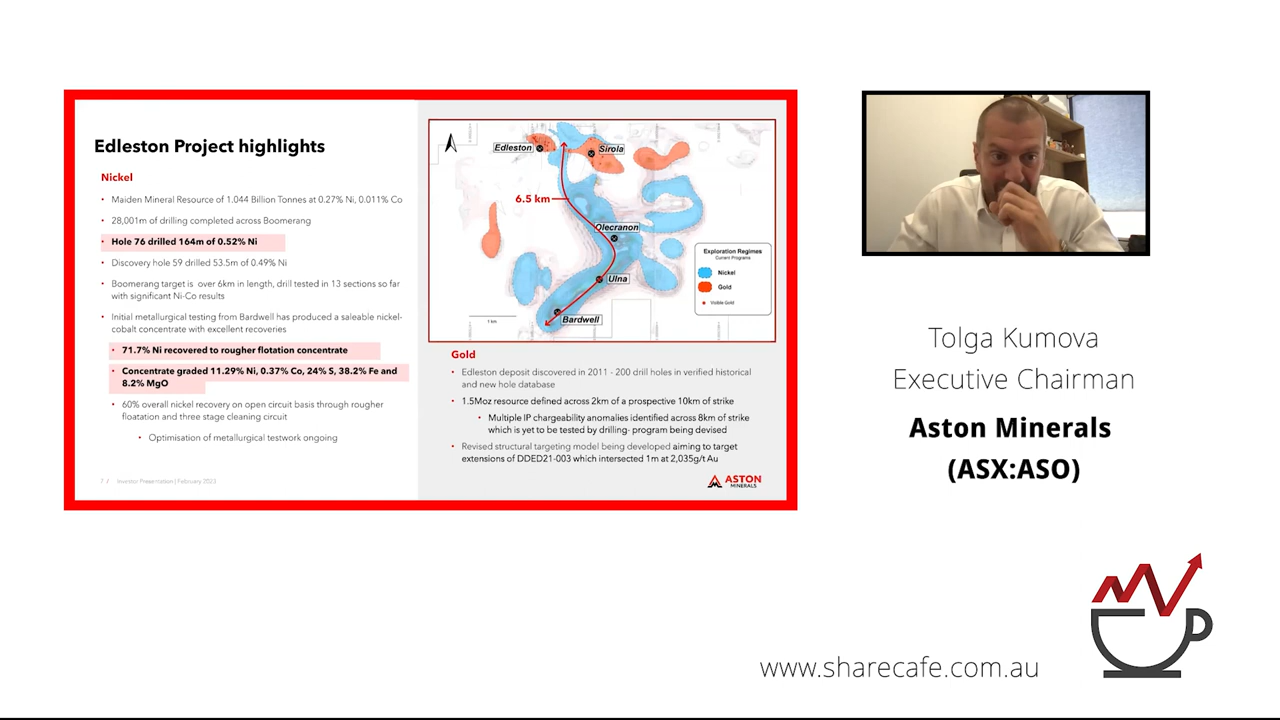 Edleston Project highlights
Nickel
• Maiden Mineral Resource of 1.044 Billion Tonnes at 0.27% Ni, 0.011% Co
• 28,001m of drilling completed across Boomerang
• Hole 76 drilled 164m of 0.52% Ni
• Discovery hole 59 drilled 53.5m of 0.49% Ni
• Boomerang target is over 6km in length, drill tested in 13 sections so far
with significant Ni-Co results
• Initial metallurgical testing from Bardwell has produced a saleable nickel-
cobalt concentrate with excellent recoveries
• 71.7% Ni recovered to rougher flotation concentrate
• Concentrate graded 11.29% Ni, 0.37% Co, 24% S, 38.2% Fe and
8.2% MgO
• 60% overall nickel recovery on open circuit basis through rougher
floatation and three stage cleaning circuit
• Optimisation of metallurgical testwork ongoing
7 / Investor Presentation | February 2023
Edleston
Sirola
6.5 km
Olecranon
Ulna
Bardwell
1 km
Exploration Regimes
Current Programs
Nickel
Gold
Visible Gold
Gold
• Edleston deposit discovered in 2011 - 200 drill holes in verified historical
and new hole database
• 1.5Moz resource defined across 2km of a prospective 10km of strike
• Multiple IP chargeability anomalies identified across 8km of strike
which is yet to be tested by drilling- program being devised
• Revised structural targeting model being developed aiming to target
extensions of DDED21-003 which intersected 1m at 2,035g/t Au
ASTON
MINERALS
Tolga Kumova
Executive Chairman
Aston Minerals
(ASX:ASO)
www.sharecafe.com.au